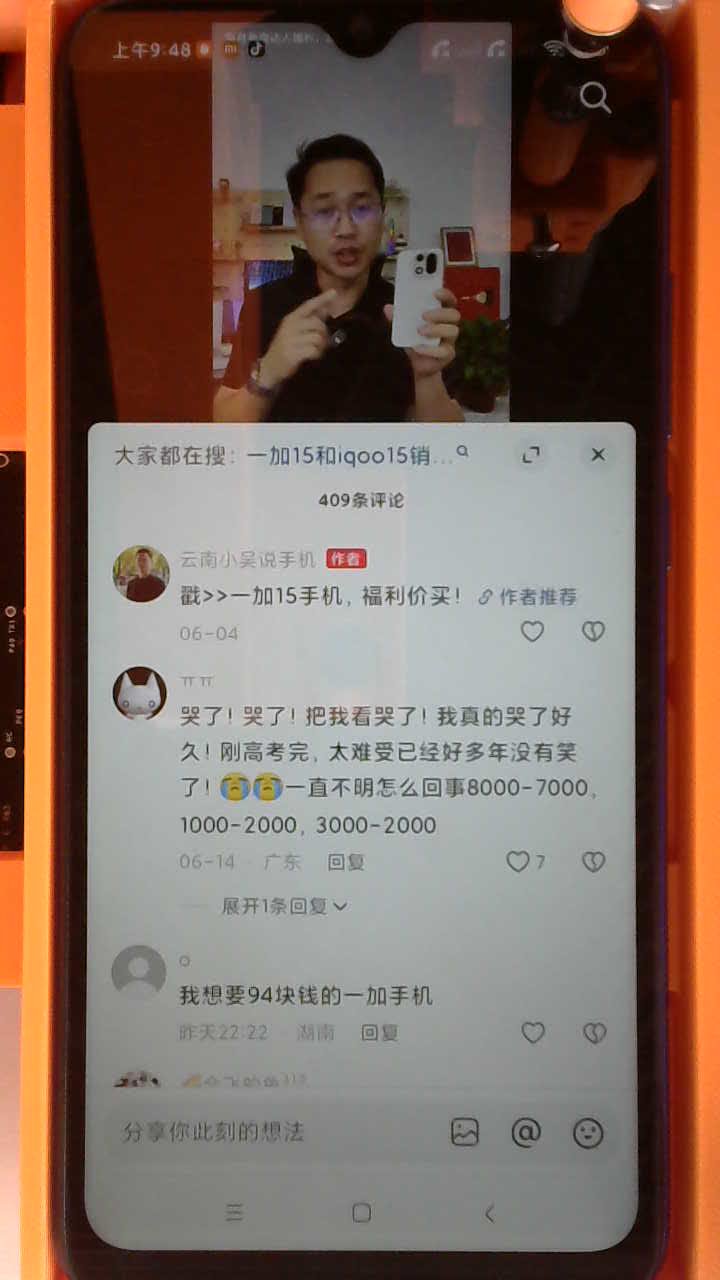 上午9:48
大家都在搜：一加15和iqoo15销...
409条评论
云南小吴说手机 作者
戳>>一加15手机，福利价买！ 作者推荐
06-04
ㅠㅠ
哭了！哭了！把我看哭了！我真的哭了好
久！刚高考完，太难受已经好多年没有笑
了！😭😭一直不明怎么回事8000-7000，
1000-2000，3000-2000
06-14 · 广东 回复
7
展开1条回复
o
我想要94块钱的一加手机
昨天22:22 · 湖南 回复
分享你此刻的想法